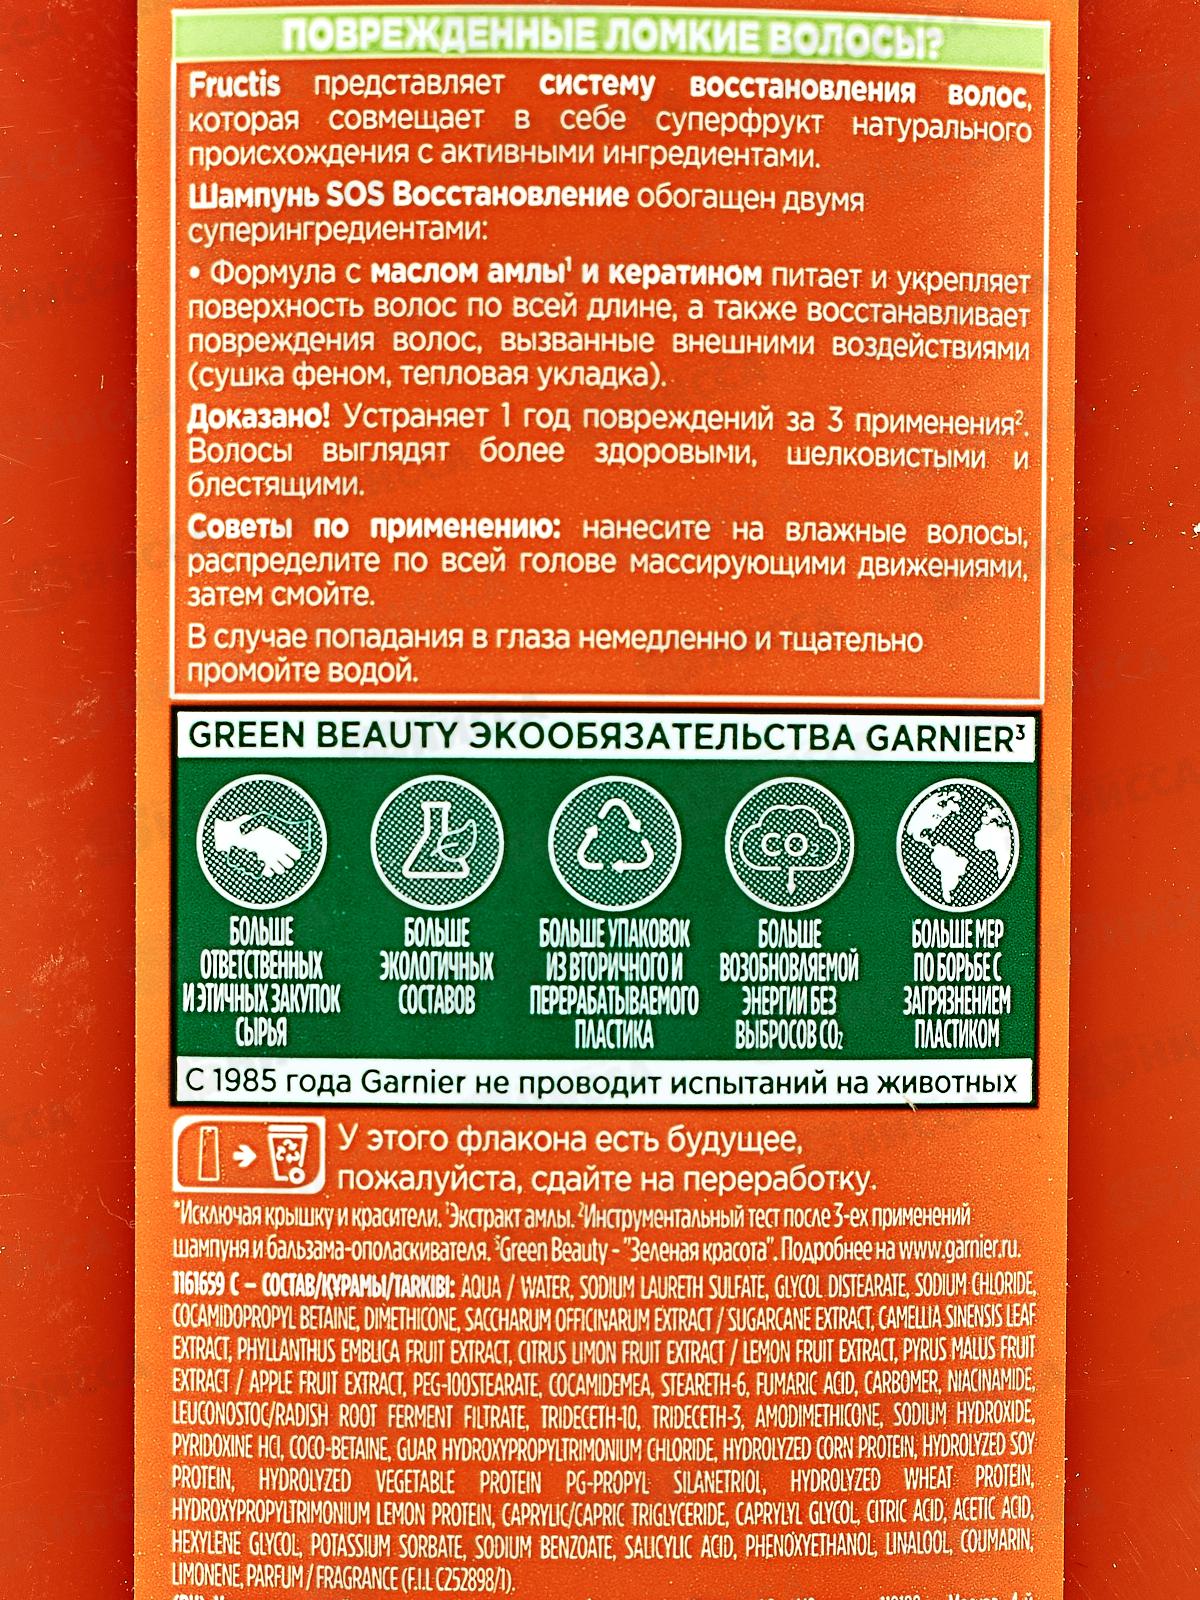 ПОВРЕЖДЕННЫЕ ЛОМКИЕ ВОЛОСЫ?
Fructis представляет систему восстановления волос,
которая совмещает в себе суперфрукт натурального
происхождения с активными ингредиентами.
Шампунь SOS Восстановление обогащен двумя
суперингредиентами:
• Формула с маслом амлы¹ и кератином питает и укрепляет
поверхность волос по всей длине, а также восстанавливает
повреждения волос, вызванные внешними воздействиями
(сушка феном, тепловая укладка).
Доказано! Устраняет 1 год повреждений за 3 применения².
Волосы выглядят более здоровыми, шелковистыми и
блестящими.
Советы по применению: нанесите на влажные волосы,
распределите по всей голове массирующими движениями,
затем смойте.
В случае попадания в глаза немедленно и тщательно
промойте водой.
GREEN BEAUTY ЭКООБЯЗАТЕЛЬСТВА GARNIER³
CO₂
БОЛЬШЕ
ОТВЕТСТВЕННЫХ
И ЭТИЧНЫХ ЗАКУПОК
СЫРЬЯ
БОЛЬШЕ
ЭКОЛОГИЧНЫХ
СОСТАВОВ
БОЛЬШЕ УПАКОВОК
ИЗ ВТОРИЧНОГО И
ПЕРЕРАБАТЫВАЕМОГО
ПЛАСТИКА
БОЛЬШЕ
ВОЗОБНОВЛЯЕМОЙ
ЭНЕРГИИ БЕЗ
ВЫБРОСОВ CO₂
БОЛЬШЕ МЕР
ПО БОРЬБЕ С
ЗАГРЯЗНЕНИЕМ
ПЛАСТИКОМ
С 1985 года Garnier не проводит испытаний на животных
У этого флакона есть будущее,
пожалуйста, сдайте на переработку.
*Исключая крышку и красители. ¹Экстракт амлы. ²Инструментальный тест после 3-ех применений
шампуня и бальзама-ополаскивателя. ³Green Beauty - "Зеленая красота". Подробнее на www.garnier.ru.
1161659 C – СОСТАВ/ҚҰРАМЫ/TARKIBI: AQUA / WATER, SODIUM LAURETH SULFATE, GLYCOL DISTEARATE, SODIUM CHLORIDE,
COCAMIDOPROPYL BETAINE, DIMETHICONE, SACCHARUM OFFICINARUM EXTRACT / SUGARCANE EXTRACT, CAMELLIA SINENSIS LEAF
EXTRACT, PHYLLANTHUS EMBLICA FRUIT EXTRACT, CITRUS LIMON FRUIT EXTRACT / LEMON FRUIT EXTRACT, PYRUS MALUS FRUIT
EXTRACT / APPLE FRUIT EXTRACT, PEG-100STEARATE, COCAMIDEMEA, STEARETH-6, FUMARIC ACID, CARBOMER, NIACINAMIDE,
LEUCONOSTOC/RADISH ROOT FERMENT FILTRATE, TRIDECETH-10, TRIDECETH-3, AMODIMETHICONE, SODIUM HYDROXIDE,
PYRIDOXINE HCl, COCO-BETAINE, GUAR HYDROXYPROPYLTRIMONIUM CHLORIDE, HYDROLYZED CORN PROTEIN, HYDROLYZED SOY
PROTEIN, HYDROLYZED VEGETABLE PROTEIN PG-PROPYL SILANETRIOL, HYDROLYZED WHEAT PROTEIN,
HYDROXYPROPYLTRIMONIUM LEMON PROTEIN, CAPRYLIC/CAPRIC TRIGLYCERIDE, CAPRYLYL GLYCOL, CITRIC ACID, ACETIC ACID,
HEXYLENE GLYCOL, POTASSIUM SORBATE, SODIUM BENZOATE, SALICYLIC ACID, PHENOXYETHANOL, LINALOOL, COUMARIN,
LIMONENE, PARFUM / FRAGRANCE (F.I.L C252898/1).